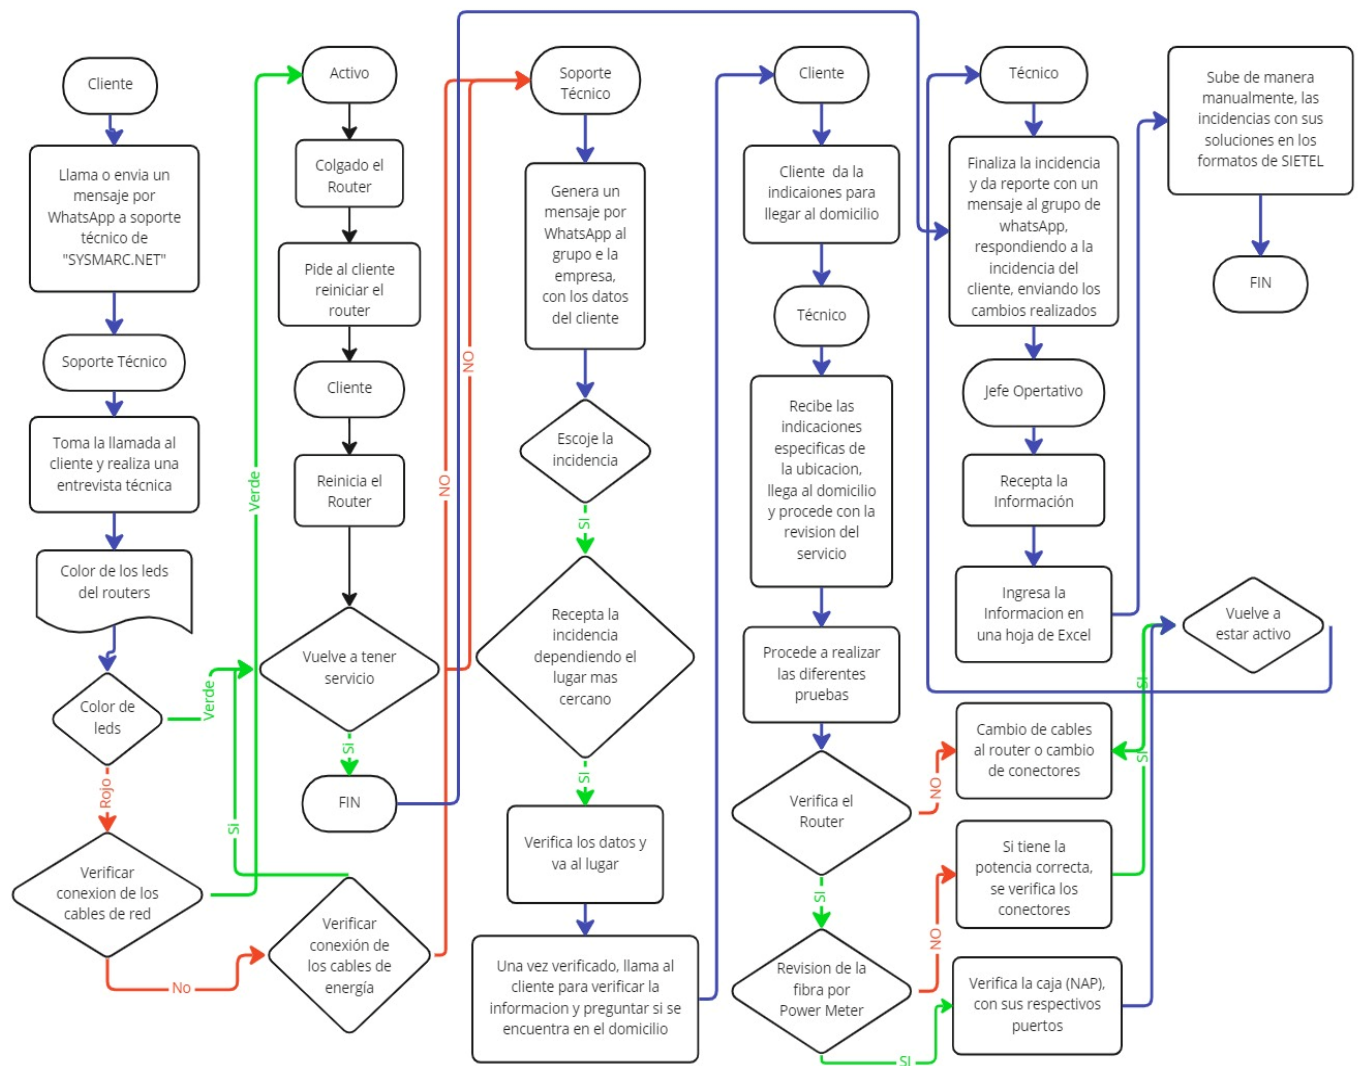 Cliente
Llama o envia un
mensaje por
WhatsApp a soporte
técnico de
"SYSMARC.NET"
Soporte Técnico
Toma la llamada al
cliente y realiza una
entrevista técnica
Color de los leds
del routers
Color de
leds
Verde
Rojo
Verificar
conexion de los
cables de red
No
Verde
Activo
Colgado el
Router
Pide al cliente
reiniciar el
router
Cliente
Reinicia el
Router
Vuelve a tener
servicio
Si
FIN
Si
Verificar
conexión de
los cables de
energía
NO
NO
Soporte
Técnico
Genera un
mensaje por
WhatsApp al
grupo e la
empresa,
con los datos
del cliente
Escoje la
incidencia
SI
Recepta la
incidencia
dependiendo el
lugar mas
cercano
SI
Verifica los datos y
va al lugar
Una vez verificado, llama al
cliente para verificar la
informacion y preguntar si se
encuentra en el domicilio
Cliente
Cliente da la
indicaiones para
llegar al domicilio
Técnico
Recibe las
indicaciones
especificas de
la ubicacion,
llega al domicilio
y procede con la
revision del
servicio
Procede a realizar
las diferentes
pruebas
Verifica el
Router
NO
SI
Revision de la
fibra por
Power Meter
NO
SI
Técnico
Finaliza la incidencia
y da reporte con un
mensaje al grupo de
whatsApp,
respondiendo a la
incidencia del
cliente, enviando los
cambios realizados
Jefe Opertativo
Recepta la
Información
Ingresa la
Informacion en
una hoja de Excel
Cambio de cables
al router o cambio
de conectores
Si tiene la
potencia correcta,
se verifica los
conectores
Verifica la caja (NAP),
con sus respectivos
puertos
SI
SI
Sube de manera
manualmente, las
incidencias con sus
soluciones en los
formatos de SIETEL
FIN
Vuelve a
estar activo